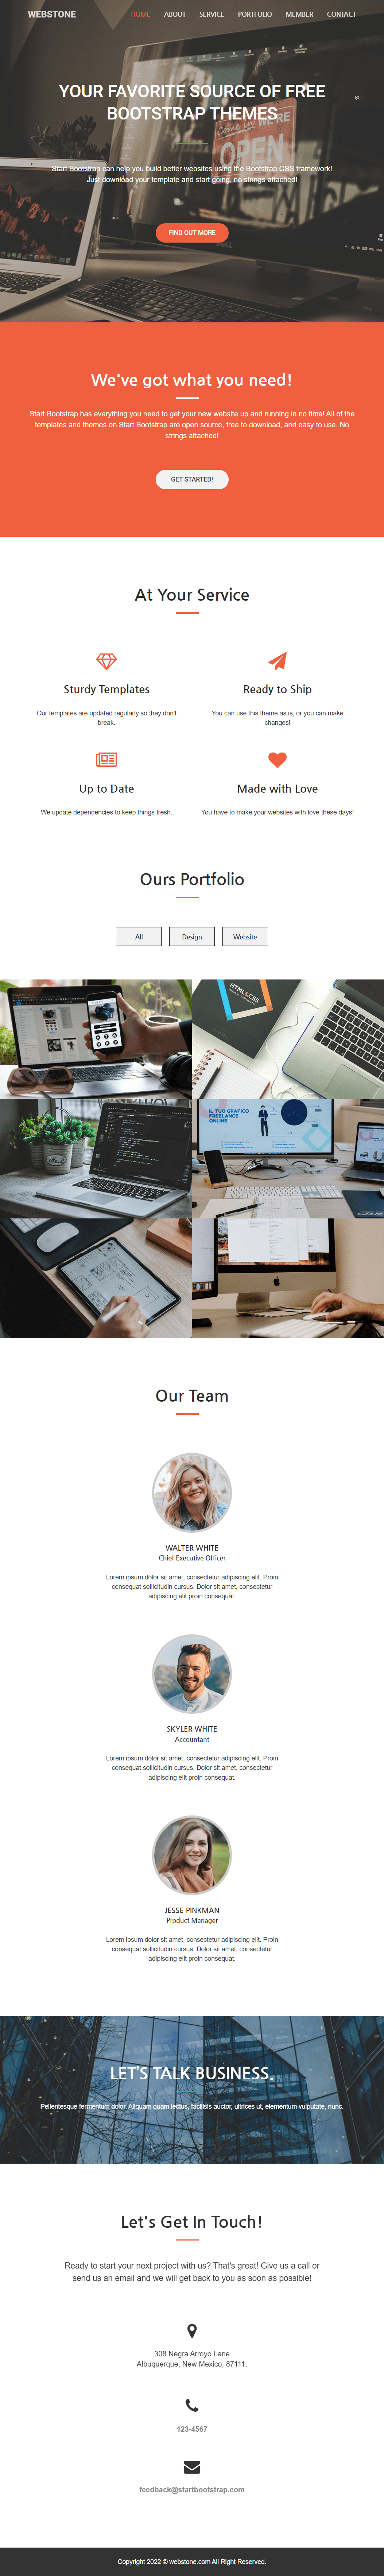 WEBSTONE
HOME ABOUT SERVICE PORTFOLIO MEMBER CONTACT
come in WE'RE
OPEN
YOUR FAVORITE SOURCE OF FREE
BOOTSTRAP THEMES
Start Bootstrap can help you build better websites using the Bootstrap CSS framework!
Just download your template and start going, no strings attached!
FIND OUT MORE
We've got what you need!
Start Bootstrap has everything you need to get your new website up and running in no time! All of the
templates and themes on Start Bootstrap are open source, free to download, and easy to use. No
strings attached!
GET STARTED!
At Your Service
Sturdy Templates
Our templates are updated regularly so they don't
break.
Ready to Ship
You can use this theme as is, or you can make
changes!
Up to Date
We update dependencies to keep things fresh.
Made with Love
You have to make your websites with love these days!
Ours Portfolio
All
Design
Website
HTML&CSS
IL TUO GRAFICO
FREELANCE
ONLINE
Our Team
WALTER WHITE
Chief Executive Officer
Lorem ipsum dolor sit amet, consectetur adipiscing elit. Proin
consequat sollicitudin cursus. Dolor sit amet, consectetur
adipiscing elit proin consequat.
SKYLER WHITE
Accountant
Lorem ipsum dolor sit amet, consectetur adipiscing elit. Proin
consequat sollicitudin cursus. Dolor sit amet, consectetur
adipiscing elit proin consequat.
JESSE PINKMAN
Product Manager
Lorem ipsum dolor sit amet, consectetur adipiscing elit. Proin
consequat sollicitudin cursus. Dolor sit amet, consectetur
adipiscing elit proin consequat.
LET'S TALK BUSINESS.
Pellentesque fermentum dolor. Aliquam quam lectus, facilisis auctor, ultrices ut, elementum vulputate, nunc.
Let's Get In Touch!
Ready to start your next project with us? That's great! Give us a call or
send us an email and we will get back to you as soon as possible!
308 Negra Arroyo Lane
Albuquerque, New Mexico, 87111.
123-4567
feedback@startbootstrap.com
Copyright 2022 © webstone.com All Right Reserved.